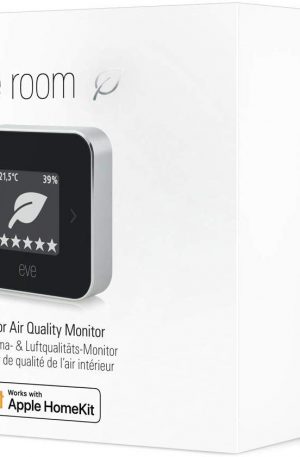 room
21,5°C 39%
eve
Air Quality Monitor
& Luftqualitäts-Monitor
de qualité de l'air intérieur
Works with
Apple HomeKit